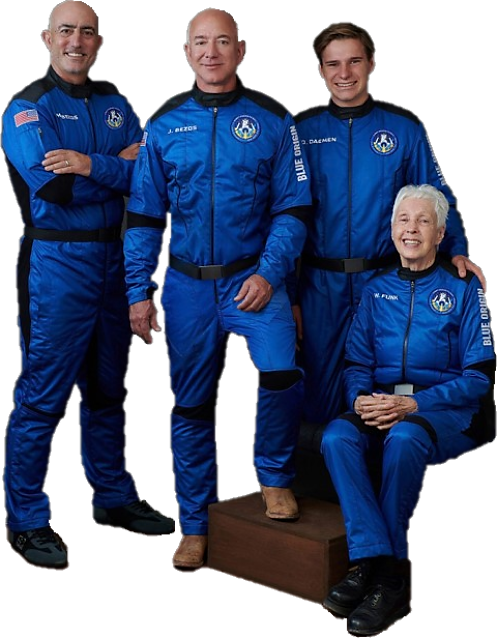 J. BEZOS
BLUE ORIGIN
O. DAEMEN
W. FUNK
BLUE ORIGIN